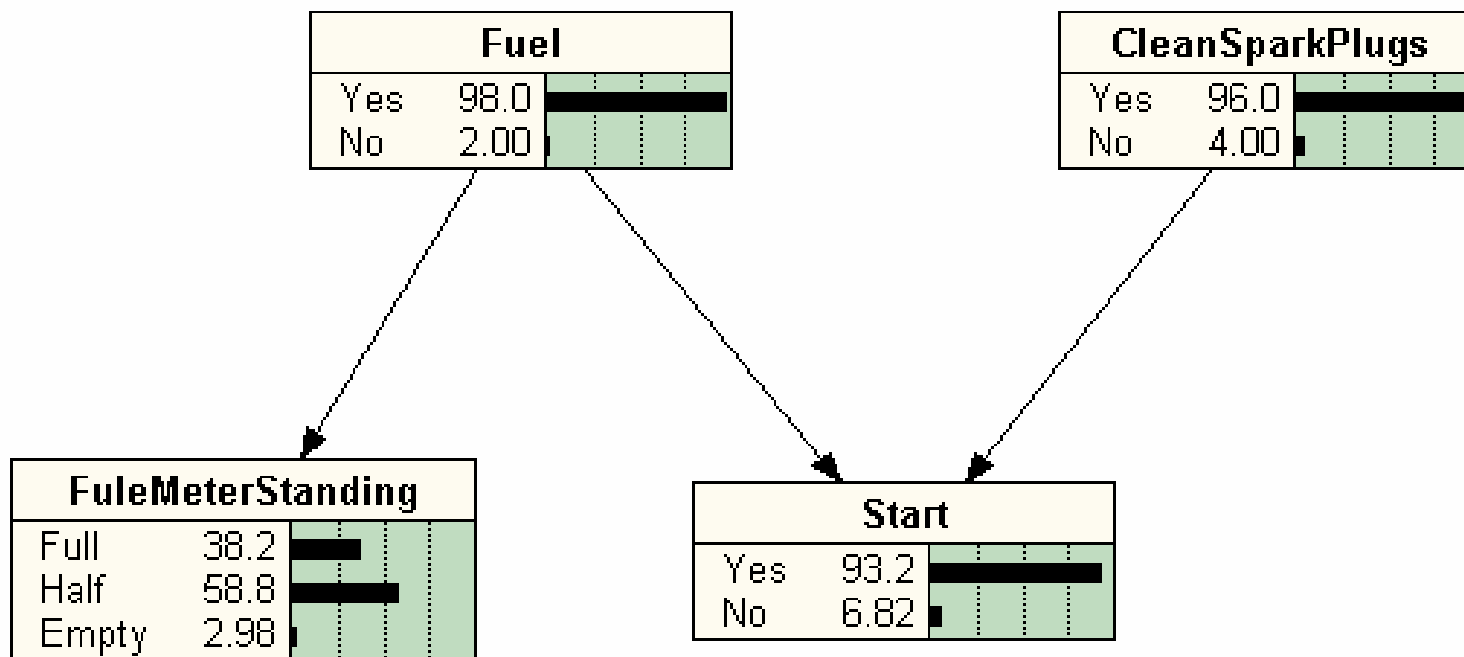 Fuel
Yes 98.0
No 2.00
CleanSparkPlugs
Yes 96.0
No 4.00
FuleMeterStanding
Full 38.2
Half 58.8
Empty 2.98
Start
Yes 93.2
No 6.82